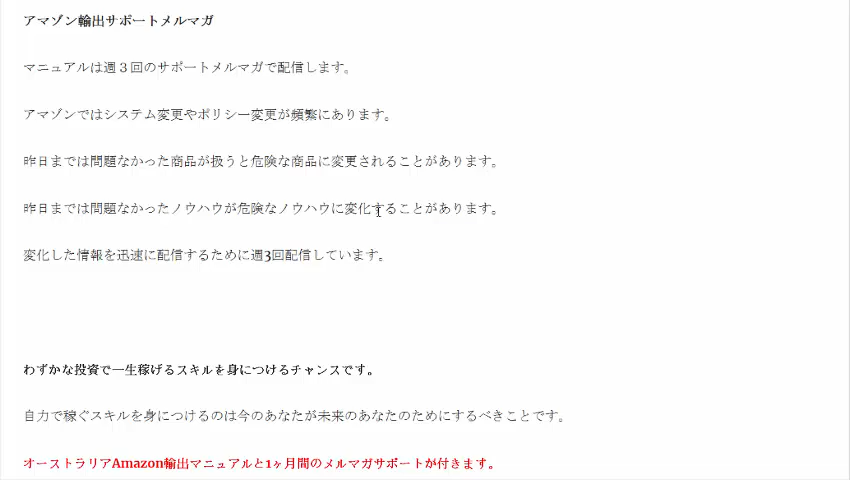 アマゾン輸出サポートメルマガ
マニュアルは週３回のサポートメルマガで配信します。
アマゾンではシステム変更やポリシー変更が頻繁にあります。
昨日までは問題なかった商品が扱うと危険な商品に変更されることがあります。
昨日までは問題なかったノウハウが危険なノウハウに変化することがあります。
変化した情報を迅速に配信するために週3回配信しています。
わずかな投資で一生稼げるスキルを身につけるチャンスです。
自力で稼ぐスキルを身につけるのは今のあなたが未来のあなたのためにするべきことです。
オーストラリアAmazon輸出マニュアルと1ヶ月間のメルマガサポートが付きます。